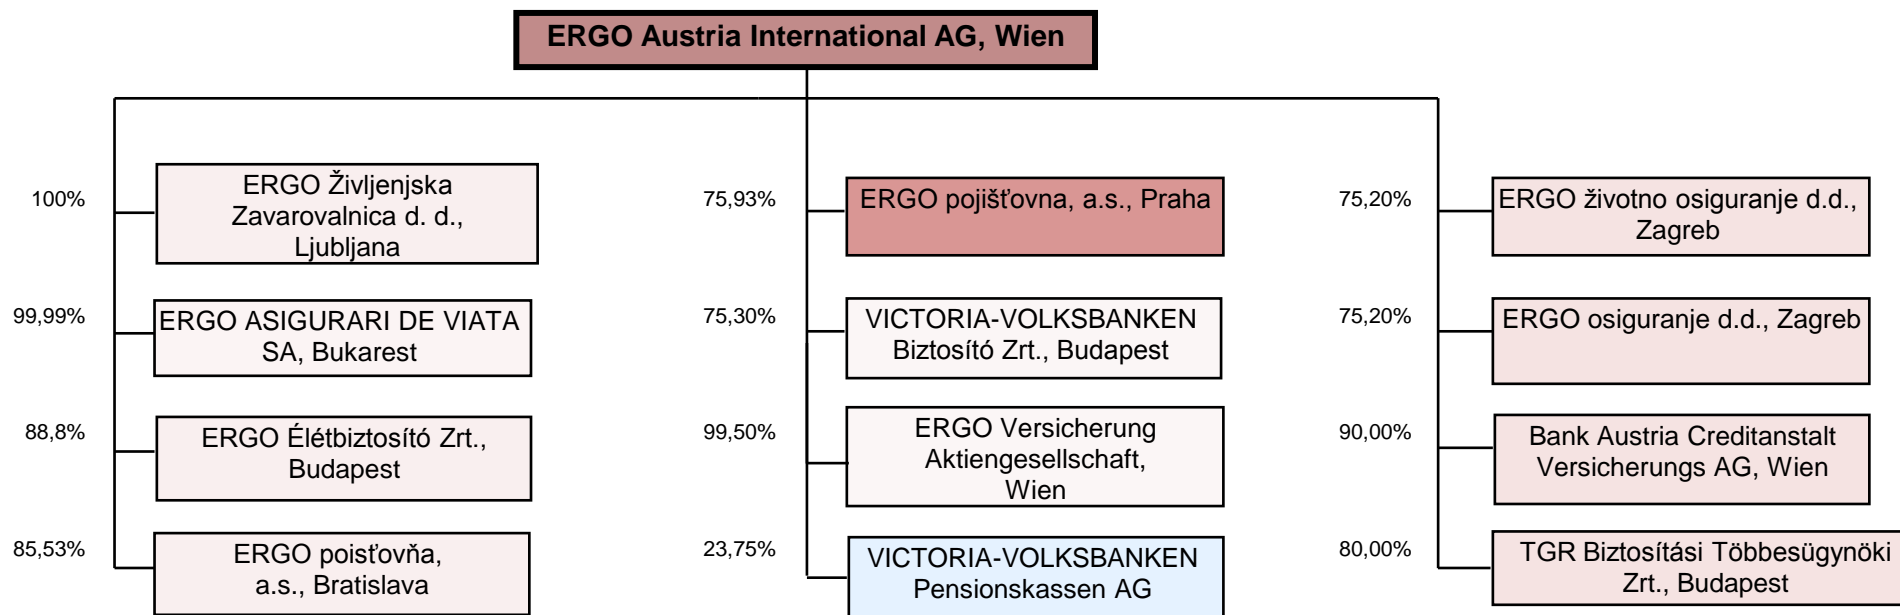 ERGO Austria International AG, Wien
100%
ERGO Življenjska
Zavarovalnica d. d.,
Ljubljana
99,99%
ERGO ASIGURARI DE VIATA
SA, Bukarest
88,8%
ERGO Élétbiztosító Zrt.,
Budapest
85,53%
ERGO poisťovňa,
a.s., Bratislava
75,93%
ERGO pojišťovna, a.s., Praha
75,30%
VICTORIA-VOLKSBANKEN
Biztosító Zrt., Budapest
99,50%
ERGO Versicherung
Aktiengesellschaft,
Wien
23,75%
VICTORIA-VOLKSBANKEN
Pensionskassen AG
75,20%
ERGO životno osiguranje d.d.,
Zagreb
75,20%
ERGO osiguranje d.d., Zagreb
90,00%
Bank Austria Creditanstalt
Versicherungs AG, Wien
80,00%
TGR Biztosítási Többesügynöki
Zrt., Budapest